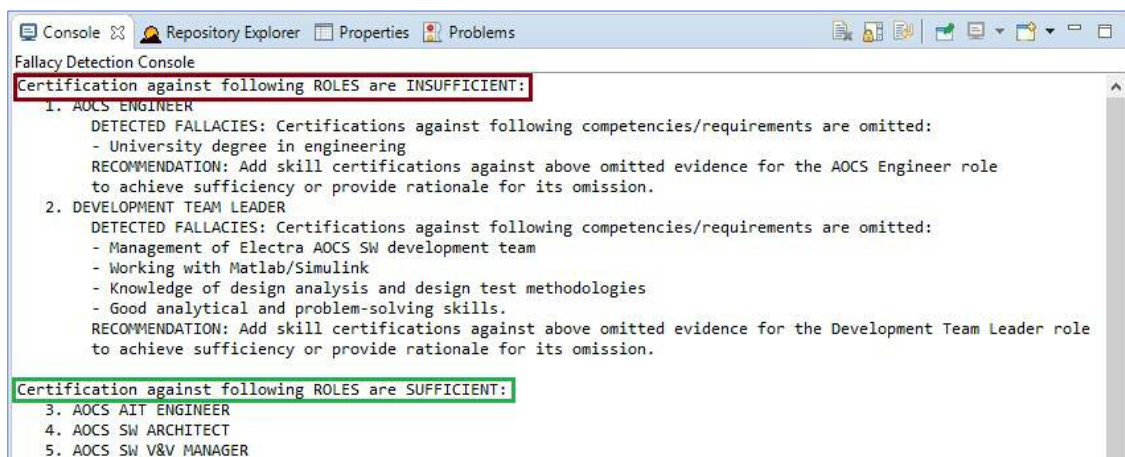 Console Repository Explorer Properties Problems
Fallacy Detection Console
Certification against following ROLES are INSUFFICIENT:
1. AOCS ENGINEER
DETECTED FALLACIES: Certifications against following competencies/requirements are omitted:
- University degree in engineering
RECOMMENDATION: Add skill certifications against above omitted evidence for the AOCS Engineer role
to achieve sufficiency or provide rationale for its omission.
2. DEVELOPMENT TEAM LEADER
DETECTED FALLACIES: Certifications against following competencies/requirements are omitted:
- Management of Electra AOCS SW development team
- Working with Matlab/Simulink
- Knowledge of design analysis and design test methodologies
- Good analytical and problem-solving skills.
RECOMMENDATION: Add skill certifications against above omitted evidence for the Development Team Leader role
to achieve sufficiency or provide rationale for its omission.
Certification against following ROLES are SUFFICIENT:
3. AOCS AIT ENGINEER
4. AOCS SW ARCHITECT
5. AOCS SW V&V MANAGER